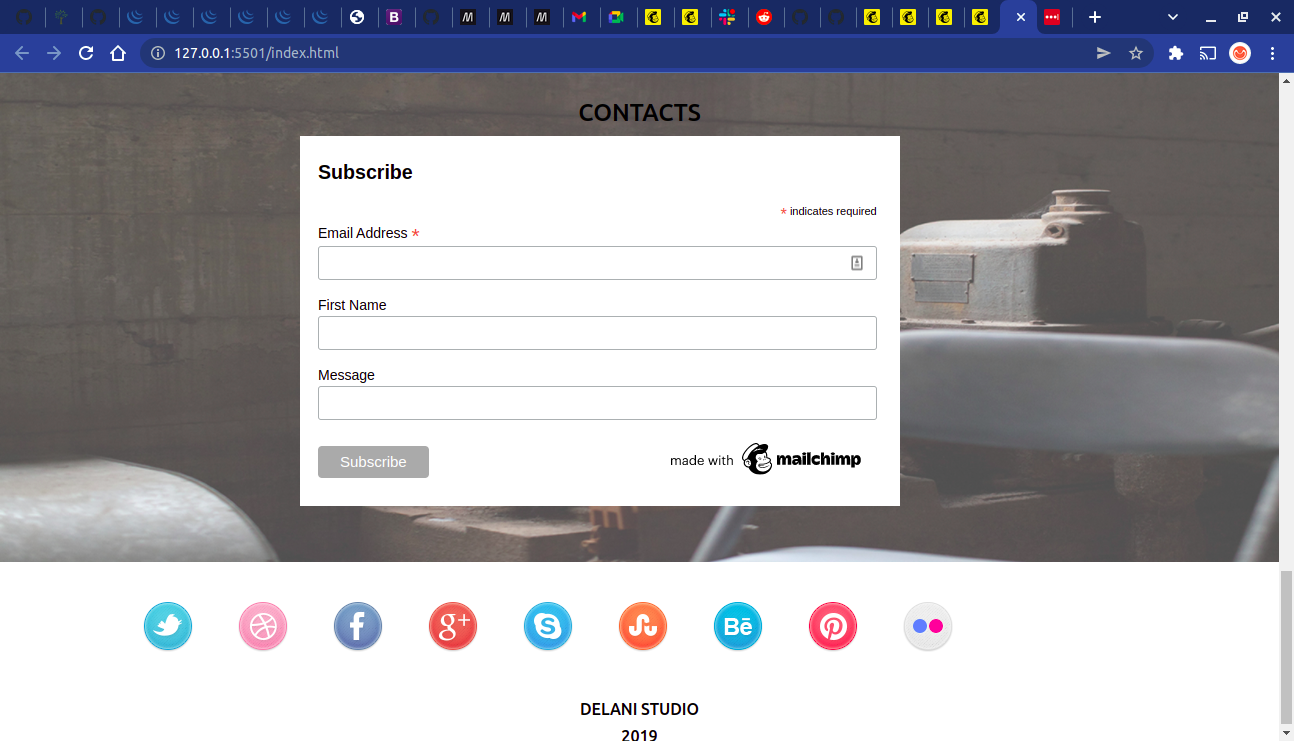 127.0.0.1:5501/index.html
CONTACTS
Subscribe
* indicates required
Email Address *
First Name
Message
Subscribe
made with mailchimp
g+
S
Bē
DELANI STUDIO
2019